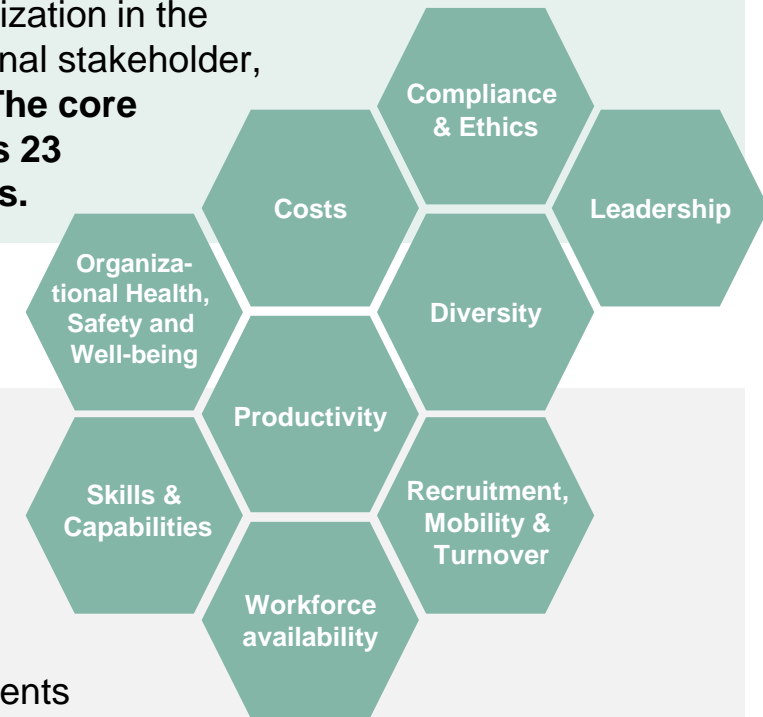 ization in the
nal stakeholder,
The core
s 23
s.
Compliance
& Ethics
Costs
Leadership
Organiza-
tional Health,
Safety and
Well-being
Diversity
Productivity
Skills &
Capabilities
Recruitment,
Mobility &
Turnover
Workforce
availability
ents